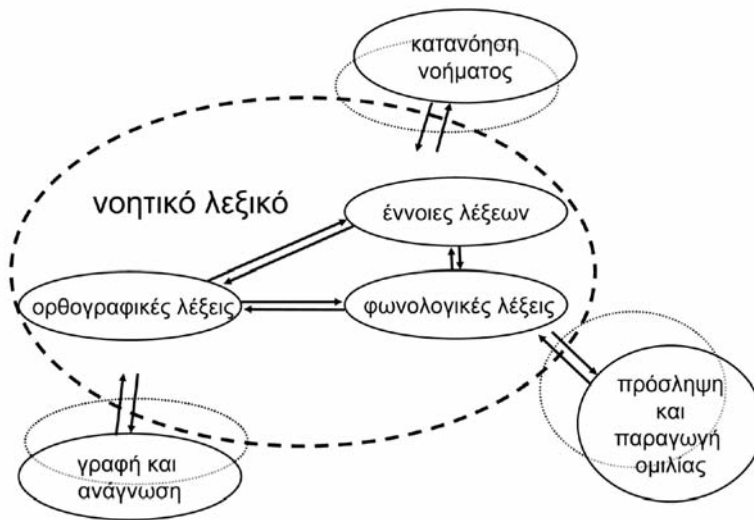 κατανόηση
νοήματος
νοητικό λεξικό
έννοιες λέξεων
ορθογραφικές λέξεις
φωνολογικές λέξεις
πρόσληψη
και
παραγωγή
ομιλίας
γραφή και
ανάγνωση